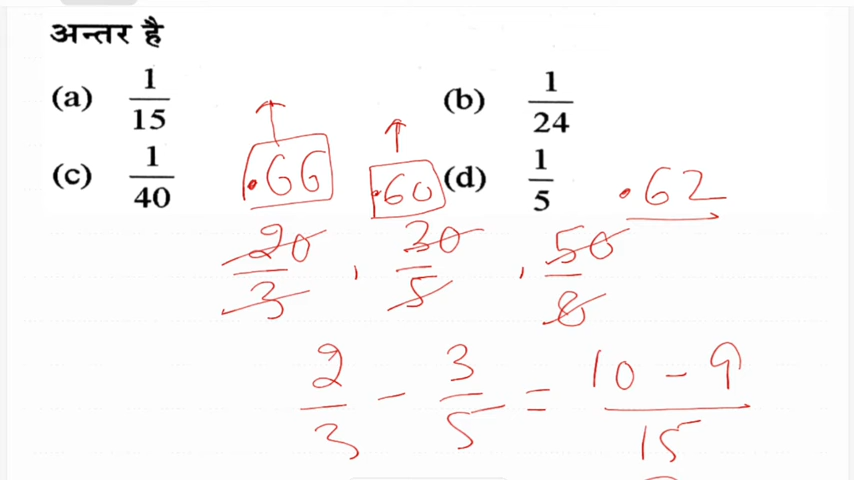 अन्तर है
(a) 1/15 (b) 1/24
(c) 1/40 (d) 1/5
.66 .60 .62
20/3 , 30/5 , 50/8
2/3 - 3/5 = 10 - 9/15